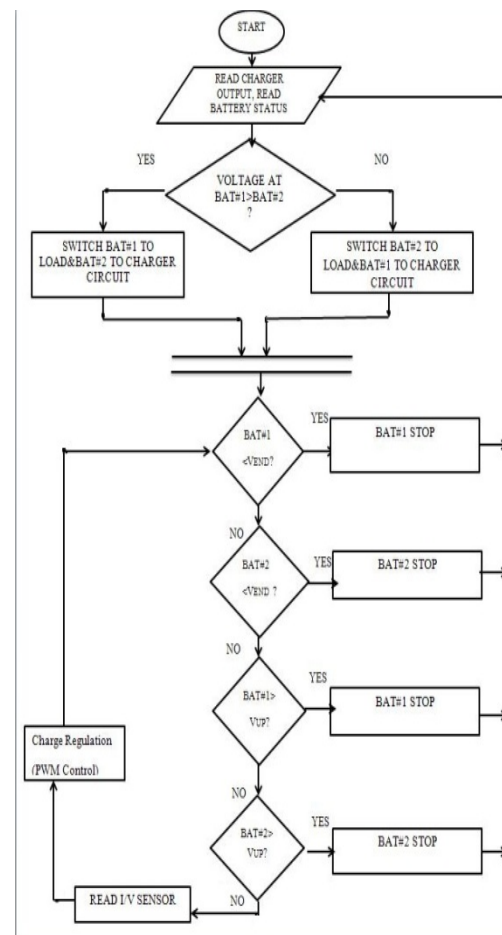 START
READ CHARGER
OUTPUT, READ
BATTERY STATUS
YES
NO
VOLTAGE AT
BAT#1>BAT#2
?
SWITCH BAT#1 TO
LOAD&BAT#2 TO CHARGER
CIRCUIT
SWITCH BAT#2 TO
LOAD&BAT#1 TO CHARGER
CIRCUIT
BAT#1
<VEND?
YES
BAT#1 STOP
NO
BAT#2
<VEND ?
YES
BAT#2 STOP
NO
BAT#1>
VUP?
YES
BAT#1 STOP
NO
BAT#2>
VUP?
YES
BAT#2 STOP
NO
Charge Regulation
(PWM Control)
READ I/V SENSOR